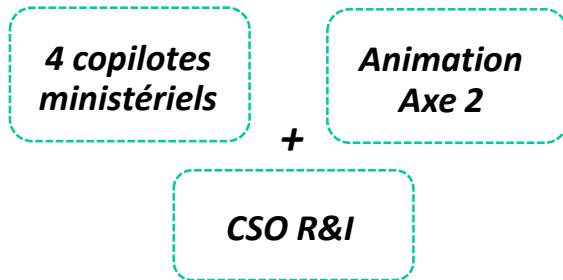 4 copilotes
ministériels
Animation
Axe 2
+
CSO R&I